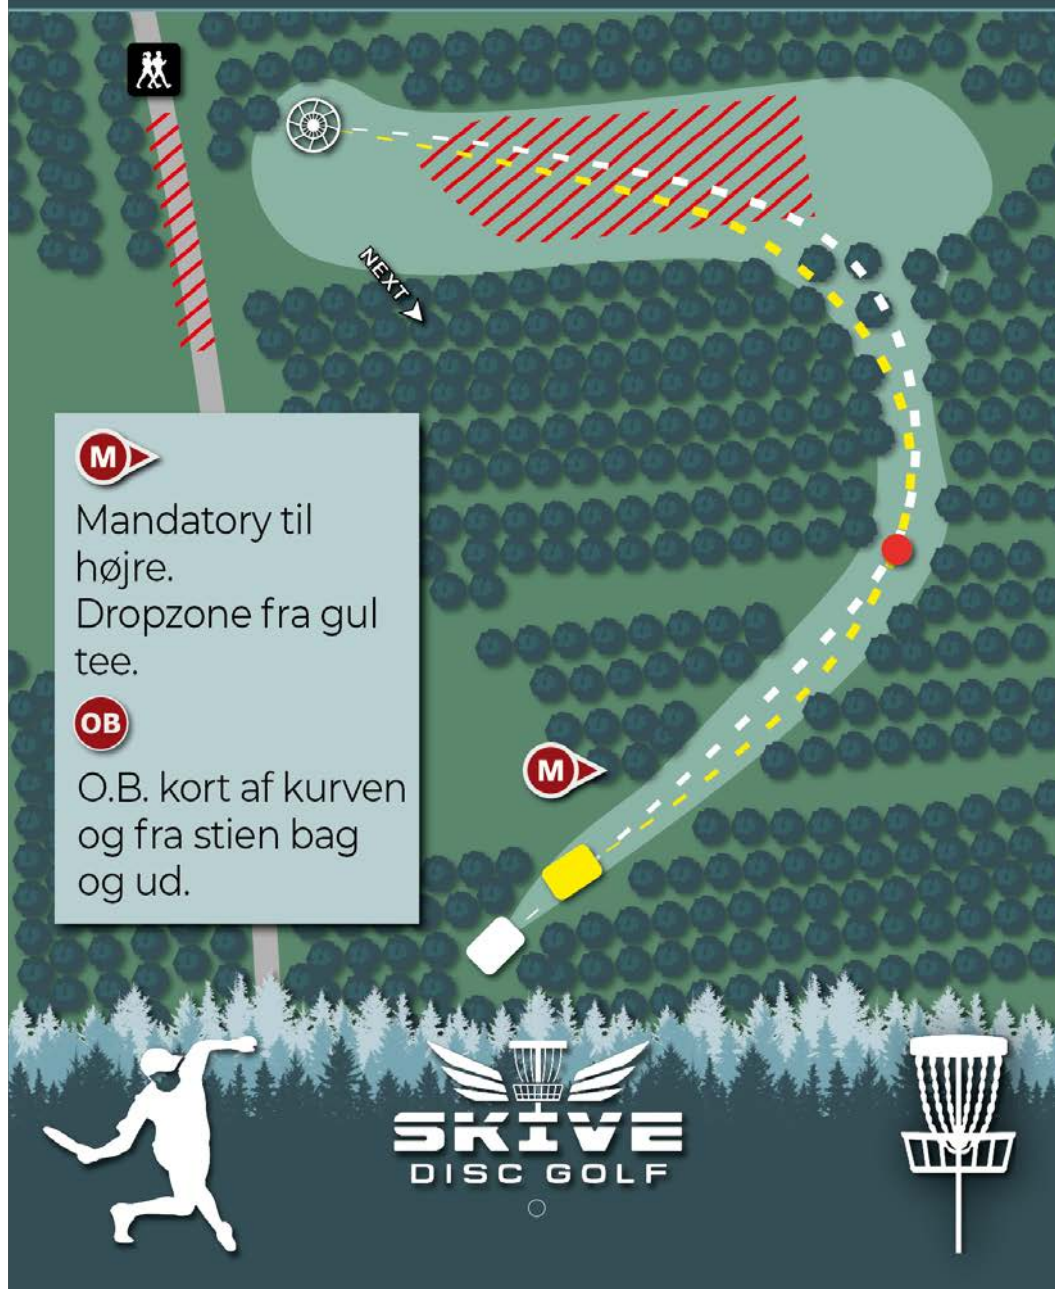 NEXT
M
Mandatory til
højre.
Dropzone fra gul
tee.
OB
O.B. kort af kurven
og fra stien bag
og ud.
M
SKIVE
DISC GOLF